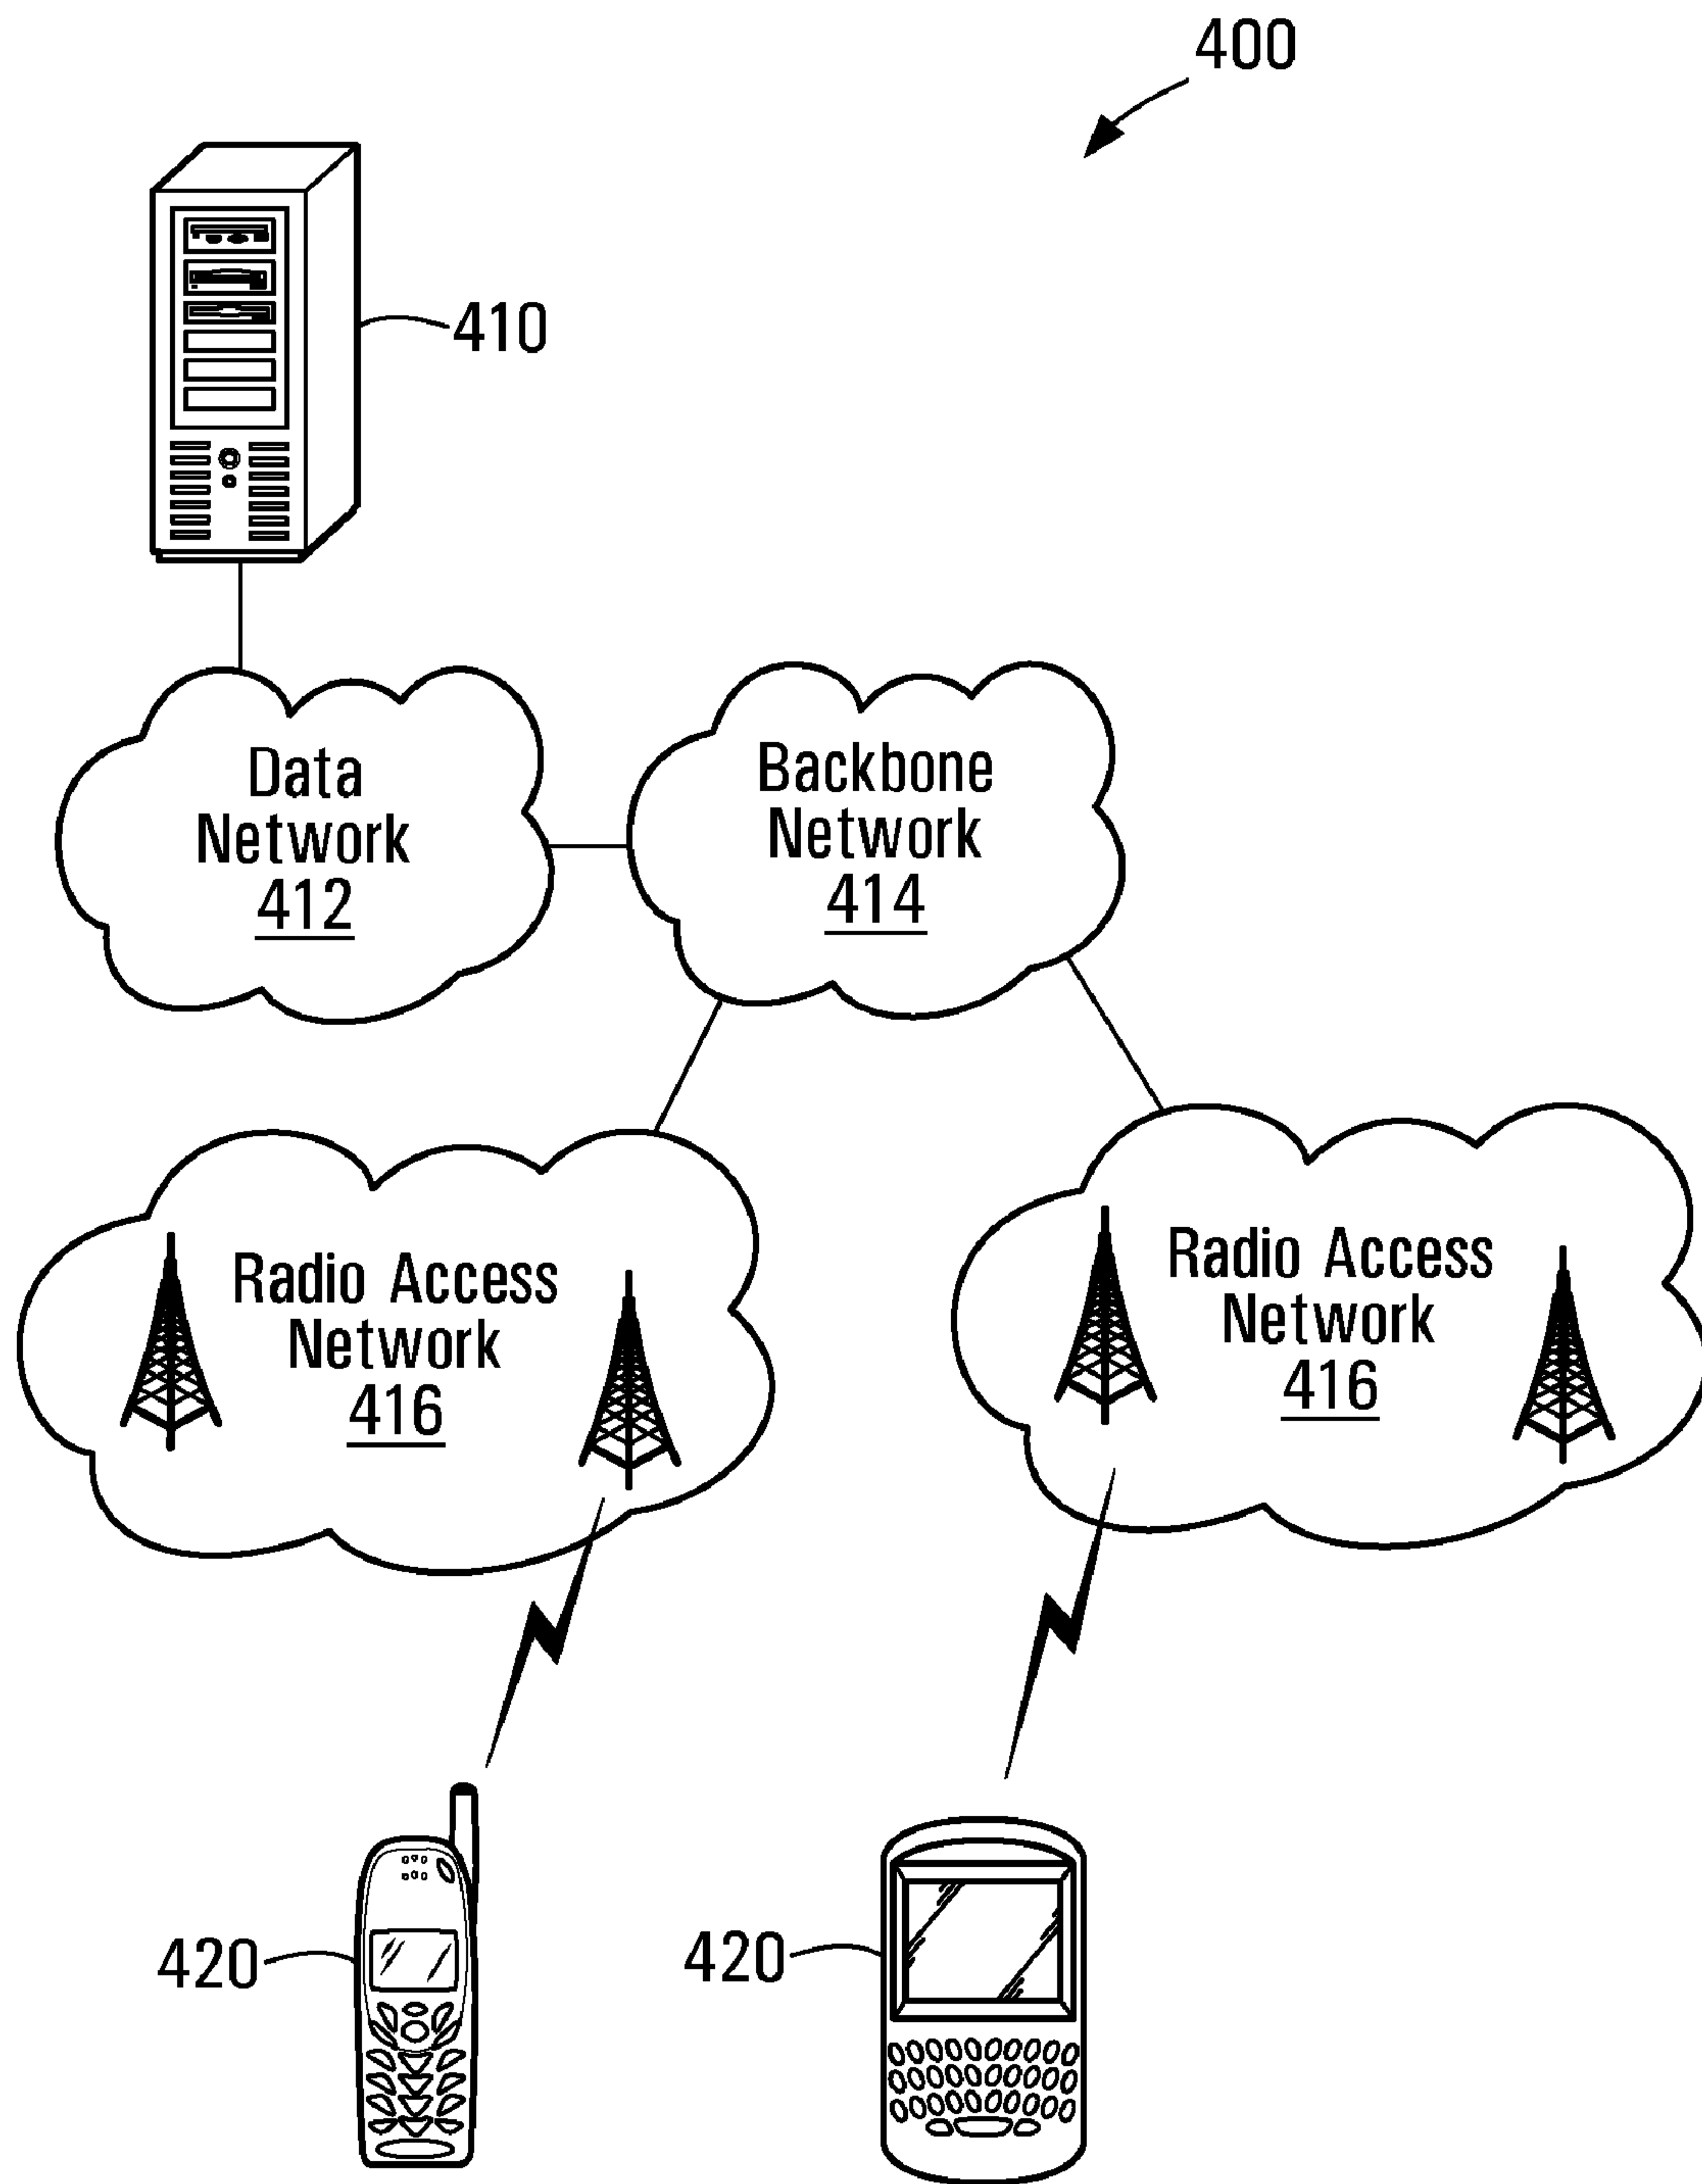 400
410
Data
Network
412
Backbone
Network
414
Radio Access
Network
416
Radio Access
Network
416
420
420